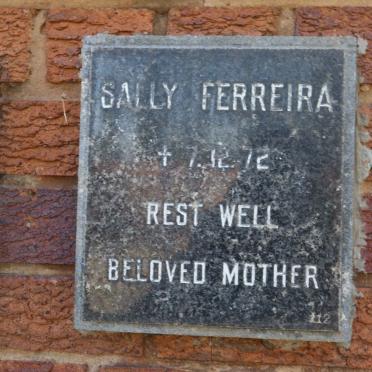 SALLY FERREIRA
+ 7.12.72
REST WELL
BELOVED MOTHER
112